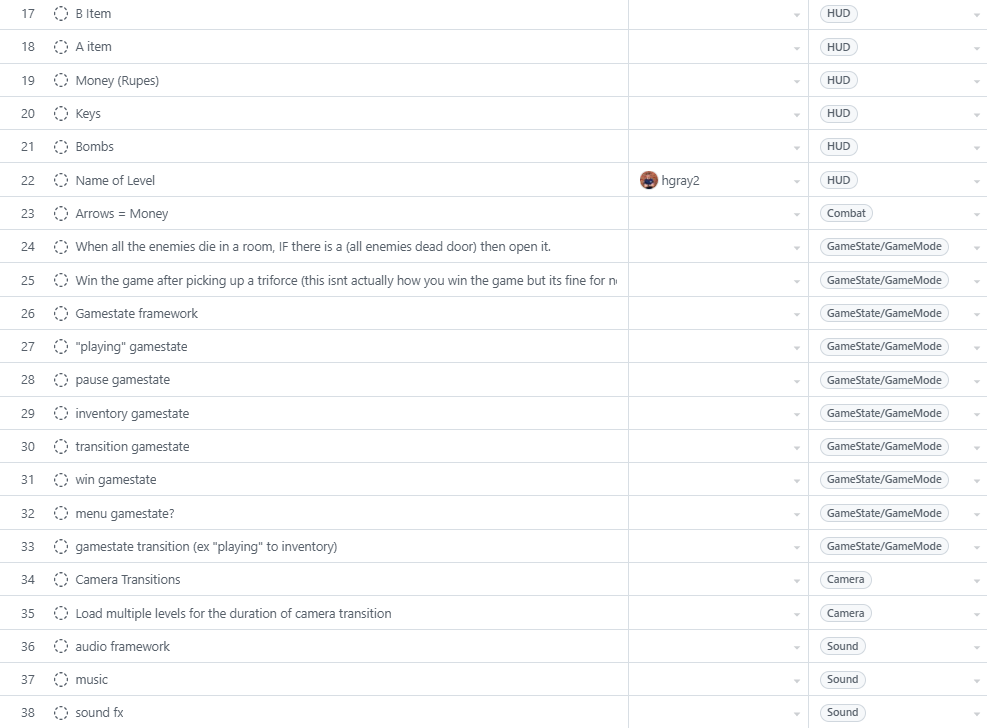 17 B Item HUD
18 A item HUD
19 Money (Rupes) HUD
20 Keys HUD
21 Bombs HUD
22 Name of Level hgray2 HUD
23 Arrows = Money Combat
24 When all the enemies die in a room, IF there is a (all enemies dead door) then open it. GameState/GameMode
25 Win the game after picking up a triforce (this isnt actually how you win the game but its fine for GameState/GameMode
26 Gamestate framework GameState/GameMode
27 "playing" gamestate GameState/GameMode
28 pause gamestate GameState/GameMode
29 inventory gamestate GameState/GameMode
30 transition gamestate GameState/GameMode
31 win gamestate GameState/GameMode
32 menu gamestate? GameState/GameMode
33 gamestate transition (ex "playing" to inventory) GameState/GameMode
34 Camera Transitions Camera
35 Load multiple levels for the duration of camera transition Camera
36 audio framework Sound
37 music Sound
38 sound fx Sound